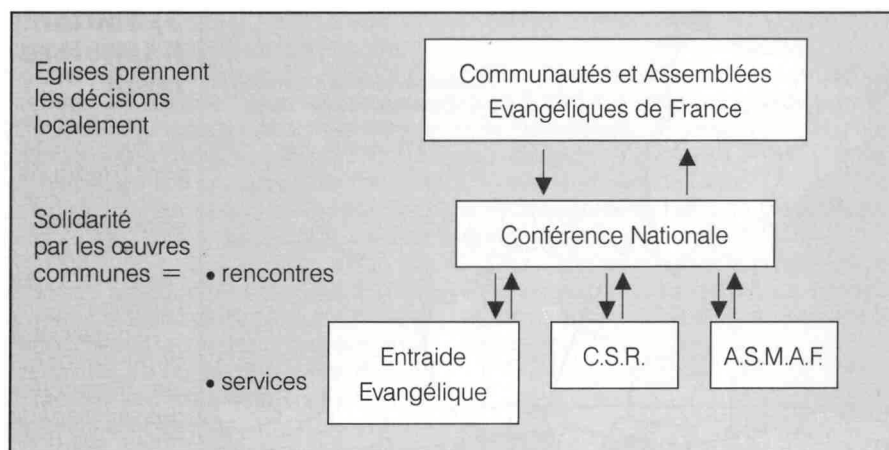 Eglises prennent
les décisions
localement
Communautés et Assemblées
Evangéliques de France
Solidarité
par les œuvres
communes = • rencontres
Conférence Nationale
• services
Entraide
Evangélique
C.S.R.
A.S.M.A.F.